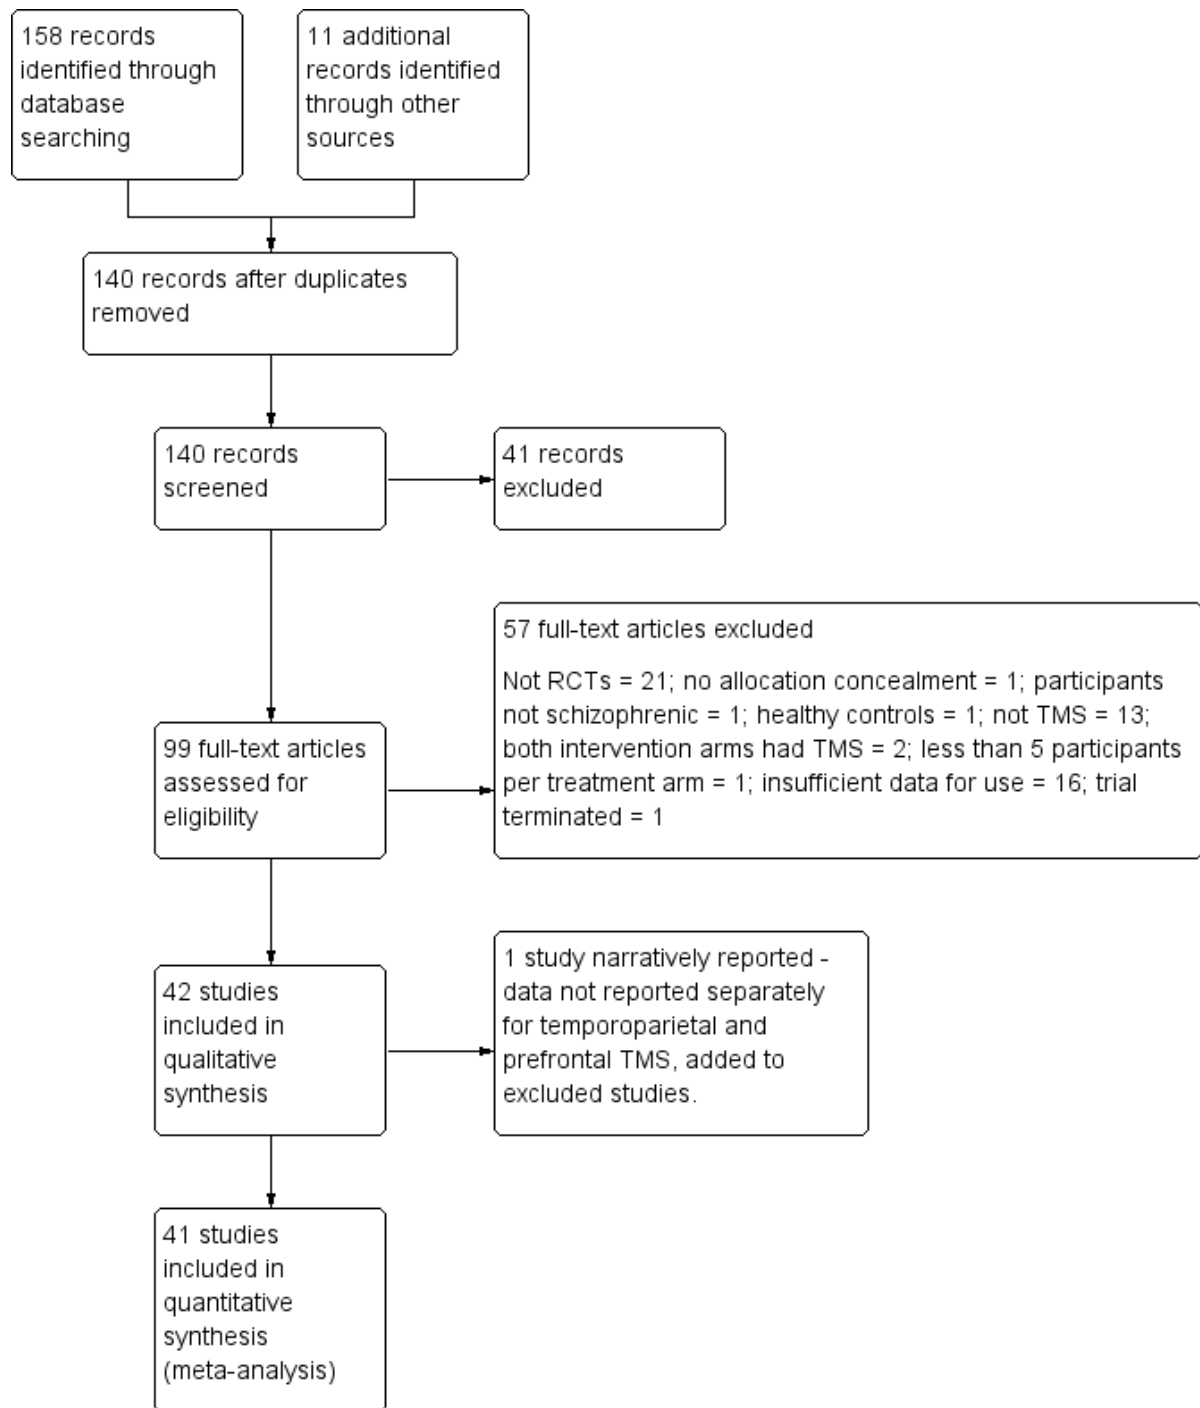 158 records
identified through
database
searching
11 additional
records identified
through other
sources
140 records after duplicates
removed
140 records
screened
41 records
excluded
57 full-text articles excluded
Not RCTs = 21; no allocation concealment = 1; participants
not schizophrenic = 1; healthy controls = 1; not TMS = 13;
both intervention arms had TMS = 2; less than 5 participants
per treatment arm = 1; insufficient data for use = 16; trial
terminated = 1
99 full-text articles
assessed for
eligibility
42 studies
included in
qualitative
synthesis
1 study narratively reported -
data not reported separately
for temporoparietal and
prefrontal TMS, added to
excluded studies.
41 studies
included in
quantitative
synthesis
(meta-analysis)